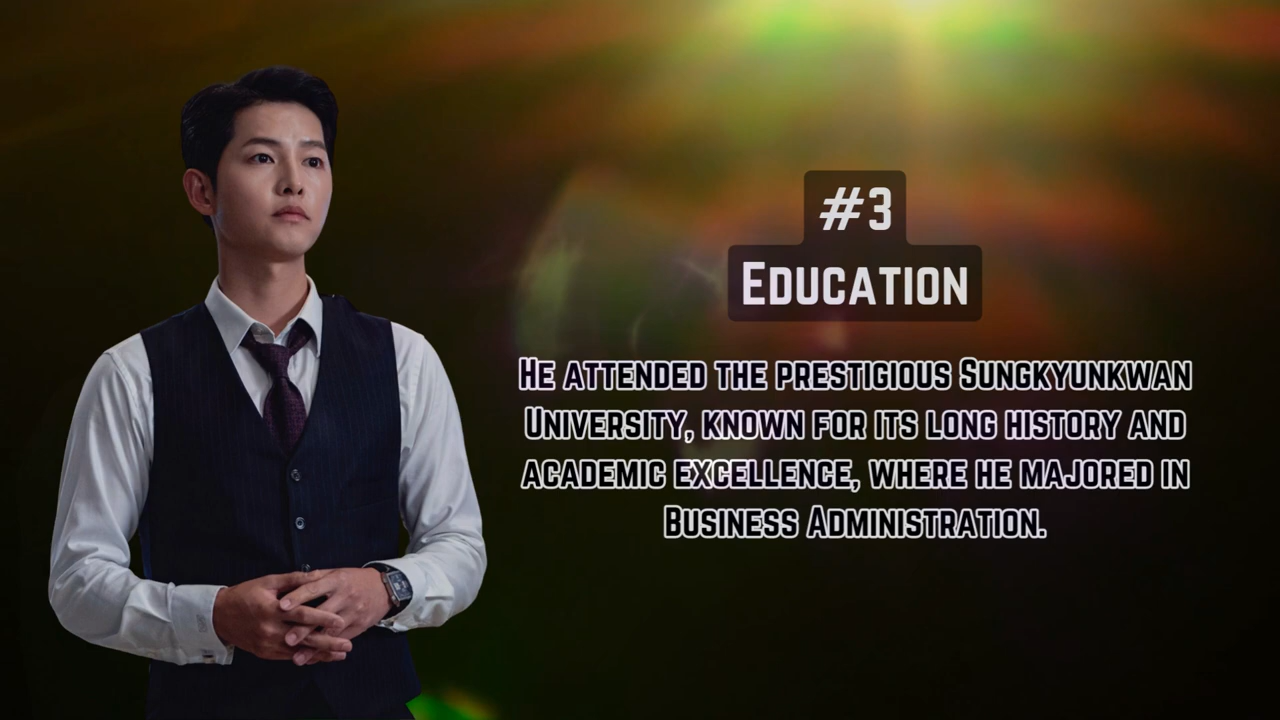 #3
Education
He attended the prestigious Sungkyunkwan
University, known for its long history and
academic excellence, where he majored in
Business Administration.